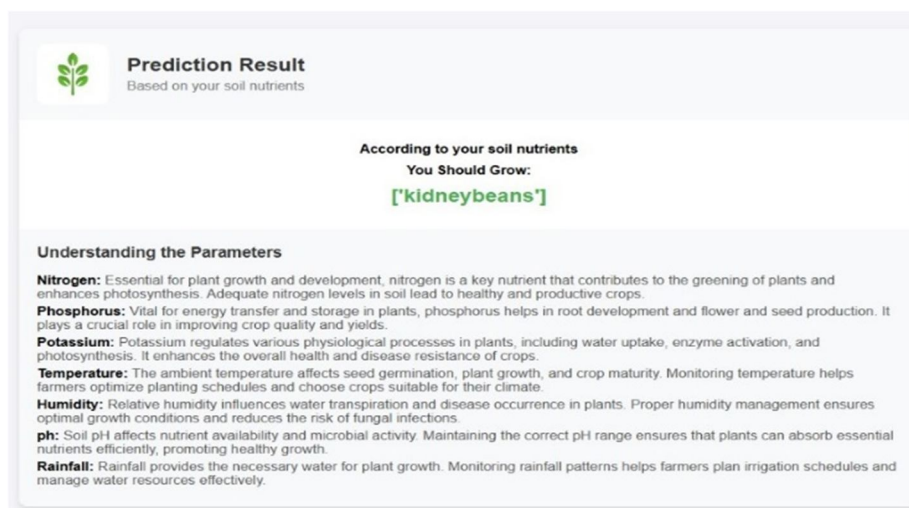 Prediction Result
Based on your soil nutrients
According to your soil nutrients
You Should Grow:
['kidneybeans']
Understanding the Parameters
Nitrogen: Essential for plant growth and development, nitrogen is a key nutrient that contributes to the greening of plants and
enhances photosynthesis. Adequate nitrogen levels in soil lead to healthy and productive crops.
Phosphorus: Vital for energy transfer and storage in plants, phosphorus helps in root development and flower and seed production. It
plays a crucial role in improving crop quality and yields.
Potassium: Potassium regulates various physiological processes in plants, including water uptake, enzyme activation, and
photosynthesis. It enhances the overall health and disease resistance of crops.
Temperature: The ambient temperature affects seed germination, plant growth, and crop maturity. Monitoring temperature helps
farmers optimize planting schedules and choose crops suitable for their climate.
Humidity: Relative humidity influences water transpiration and disease occurrence in plants. Proper humidity management ensures
optimal growth conditions and reduces the risk of fungal infections.
ph: Soil pH affects nutrient availability and microbial activity. Maintaining the correct pH range ensures that plants can absorb essential
nutrients efficiently, promoting healthy growth.
Rainfall: Rainfall provides the necessary water for plant growth. Monitoring rainfall patterns helps farmers plan irrigation schedules and
manage water resources effectively.